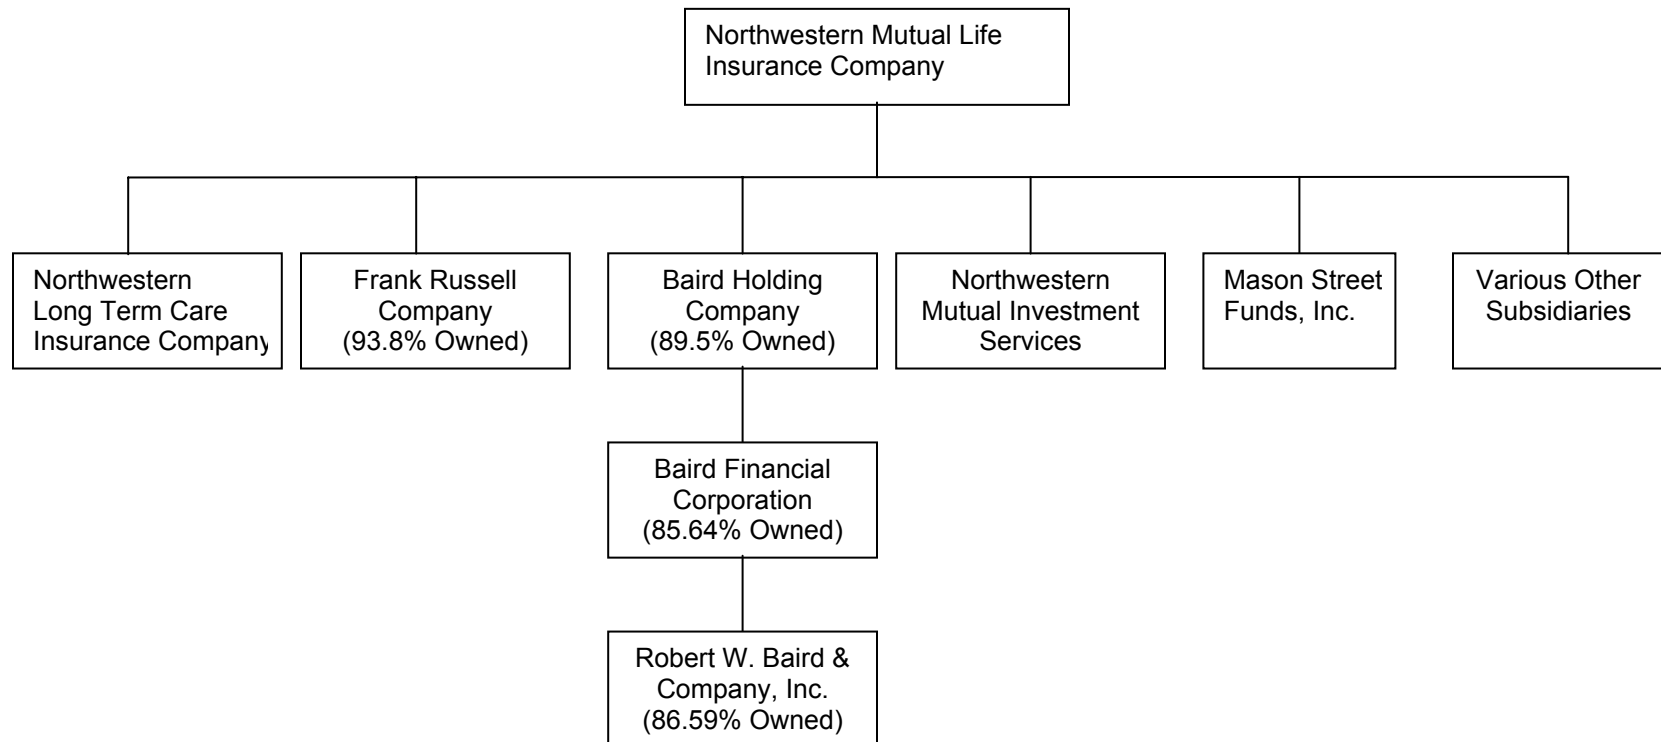 Northwestern Mutual Life
Insurance Company
Northwestern
Long Term Care
Insurance Company
Frank Russell
Company
(93.8% Owned)
Baird Holding
Company
(89.5% Owned)
Northwestern
Mutual Investment
Services
Mason Street
Funds, Inc.
Various Other
Subsidiaries
Baird Financial
Corporation
(85.64% Owned)
Robert W. Baird &
Company, Inc.
(86.59% Owned)